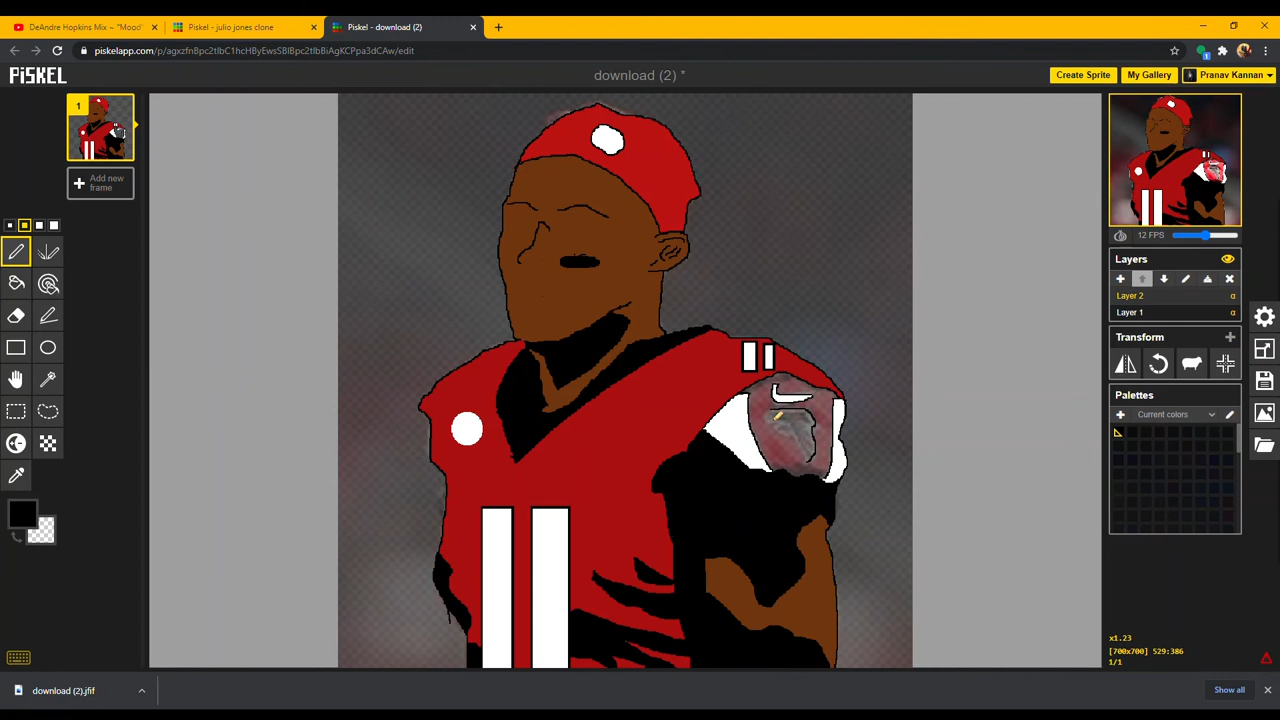 DeAndre Hopkins Mix ~ "Mood"
Piskel - julio jones clone
Piskel - download (2)
piskelapp.com/p/agxzfnBpc2tlbC1hcHByEwsSBlBpc2tlbBiAgKCPpa3dCAw/edit
PiSKEL
download (2) *
Create Sprite
My Gallery
Pranav Kannan
1
Add new
frame
12 FPS
Layers
Layer 2 α
Layer 1 α
Transform
Palettes
Current colors
11
11
x1.23
[700x700] 529:386
1/1
download (2).jfif
Show all